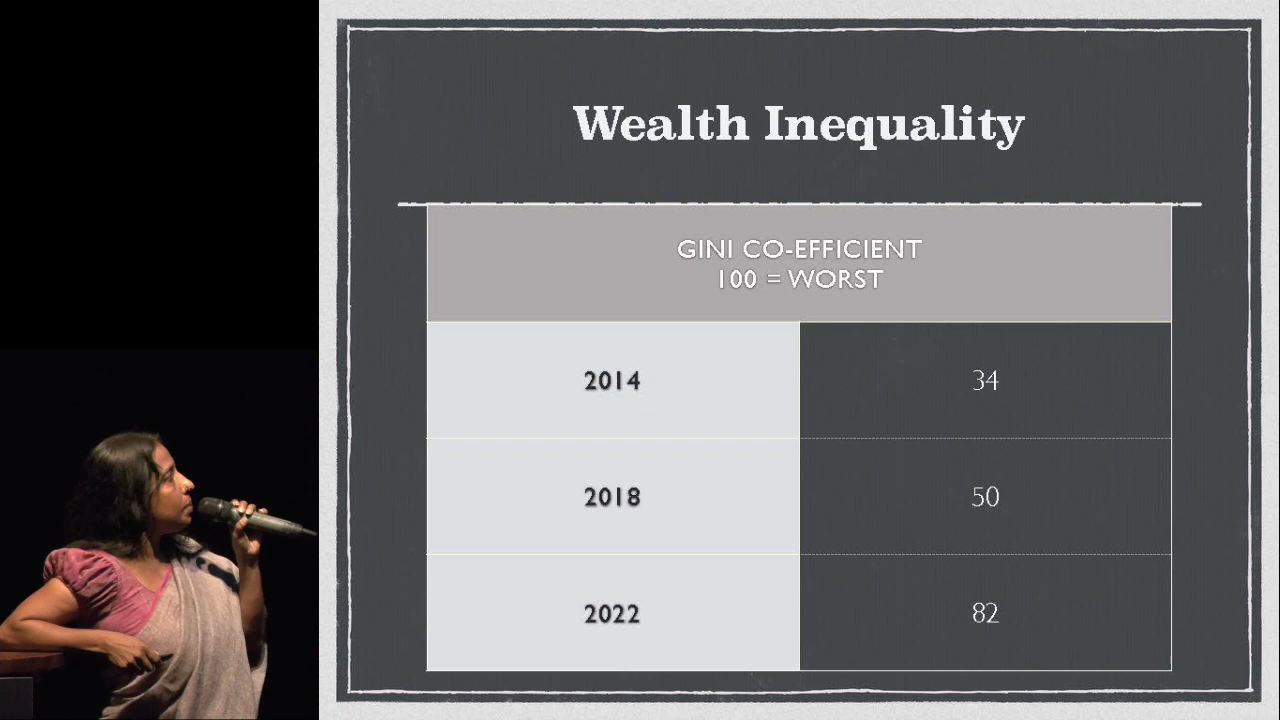 Wealth Inequality
GINI CO-EFFICIENT
100 = WORST
2014 34
2018 50
2022 82